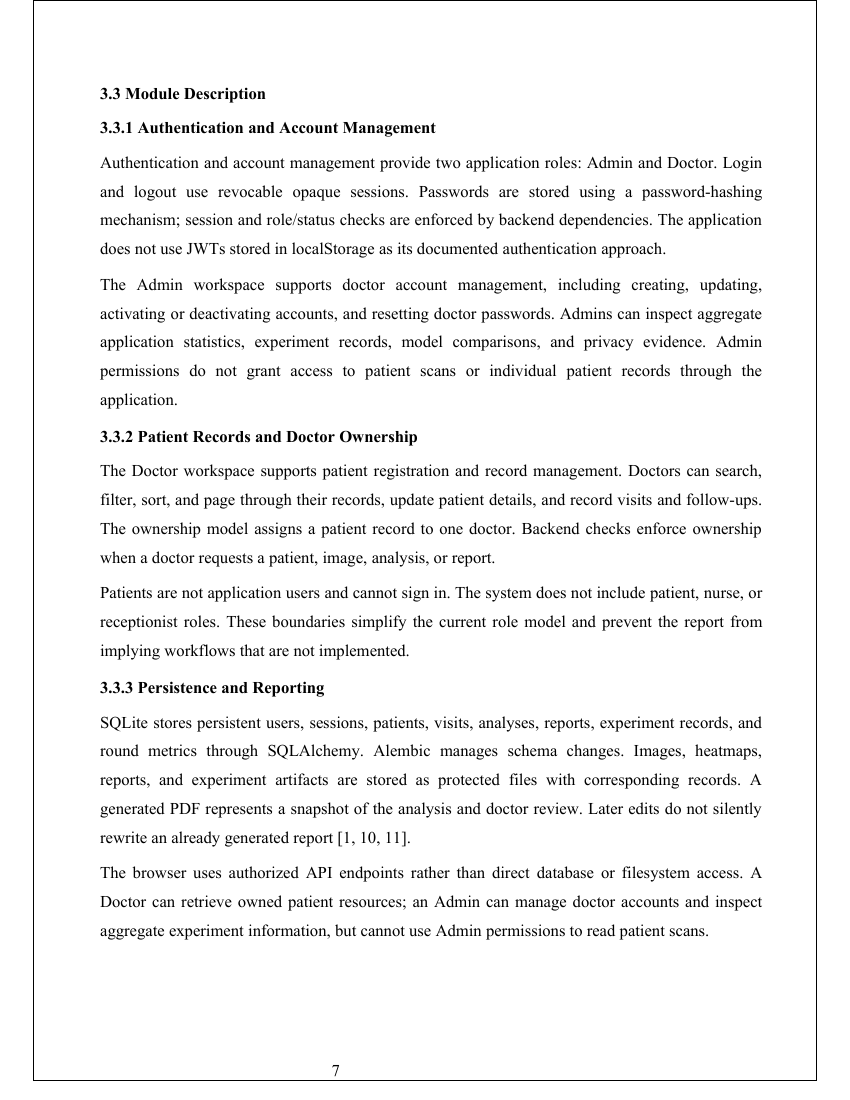 3.3 Module Description
3.3.1 Authentication and Account Management
Authentication and account management provide two application roles: Admin and Doctor. Login
and logout use revocable opaque sessions. Passwords are stored using a password-hashing
mechanism; session and role/status checks are enforced by backend dependencies. The application
does not use JWTs stored in localStorage as its documented authentication approach.
The Admin workspace supports doctor account management, including creating, updating,
activating or deactivating accounts, and resetting doctor passwords. Admins can inspect aggregate
application statistics, experiment records, model comparisons, and privacy evidence. Admin
permissions do not grant access to patient scans or individual patient records through the
application.
3.3.2 Patient Records and Doctor Ownership
The Doctor workspace supports patient registration and record management. Doctors can search,
filter, sort, and page through their records, update patient details, and record visits and follow-ups.
The ownership model assigns a patient record to one doctor. Backend checks enforce ownership
when a doctor requests a patient, image, analysis, or report.
Patients are not application users and cannot sign in. The system does not include patient, nurse, or
receptionist roles. These boundaries simplify the current role model and prevent the report from
implying workflows that are not implemented.
3.3.3 Persistence and Reporting
SQLite stores persistent users, sessions, patients, visits, analyses, reports, experiment records, and
round metrics through SQLAlchemy. Alembic manages schema changes. Images, heatmaps,
reports, and experiment artifacts are stored as protected files with corresponding records. A
generated PDF represents a snapshot of the analysis and doctor review. Later edits do not silently
rewrite an already generated report [1, 10, 11].
The browser uses authorized API endpoints rather than direct database or filesystem access. A
Doctor can retrieve owned patient resources; an Admin can manage doctor accounts and inspect
aggregate experiment information, but cannot use Admin permissions to read patient scans.
7